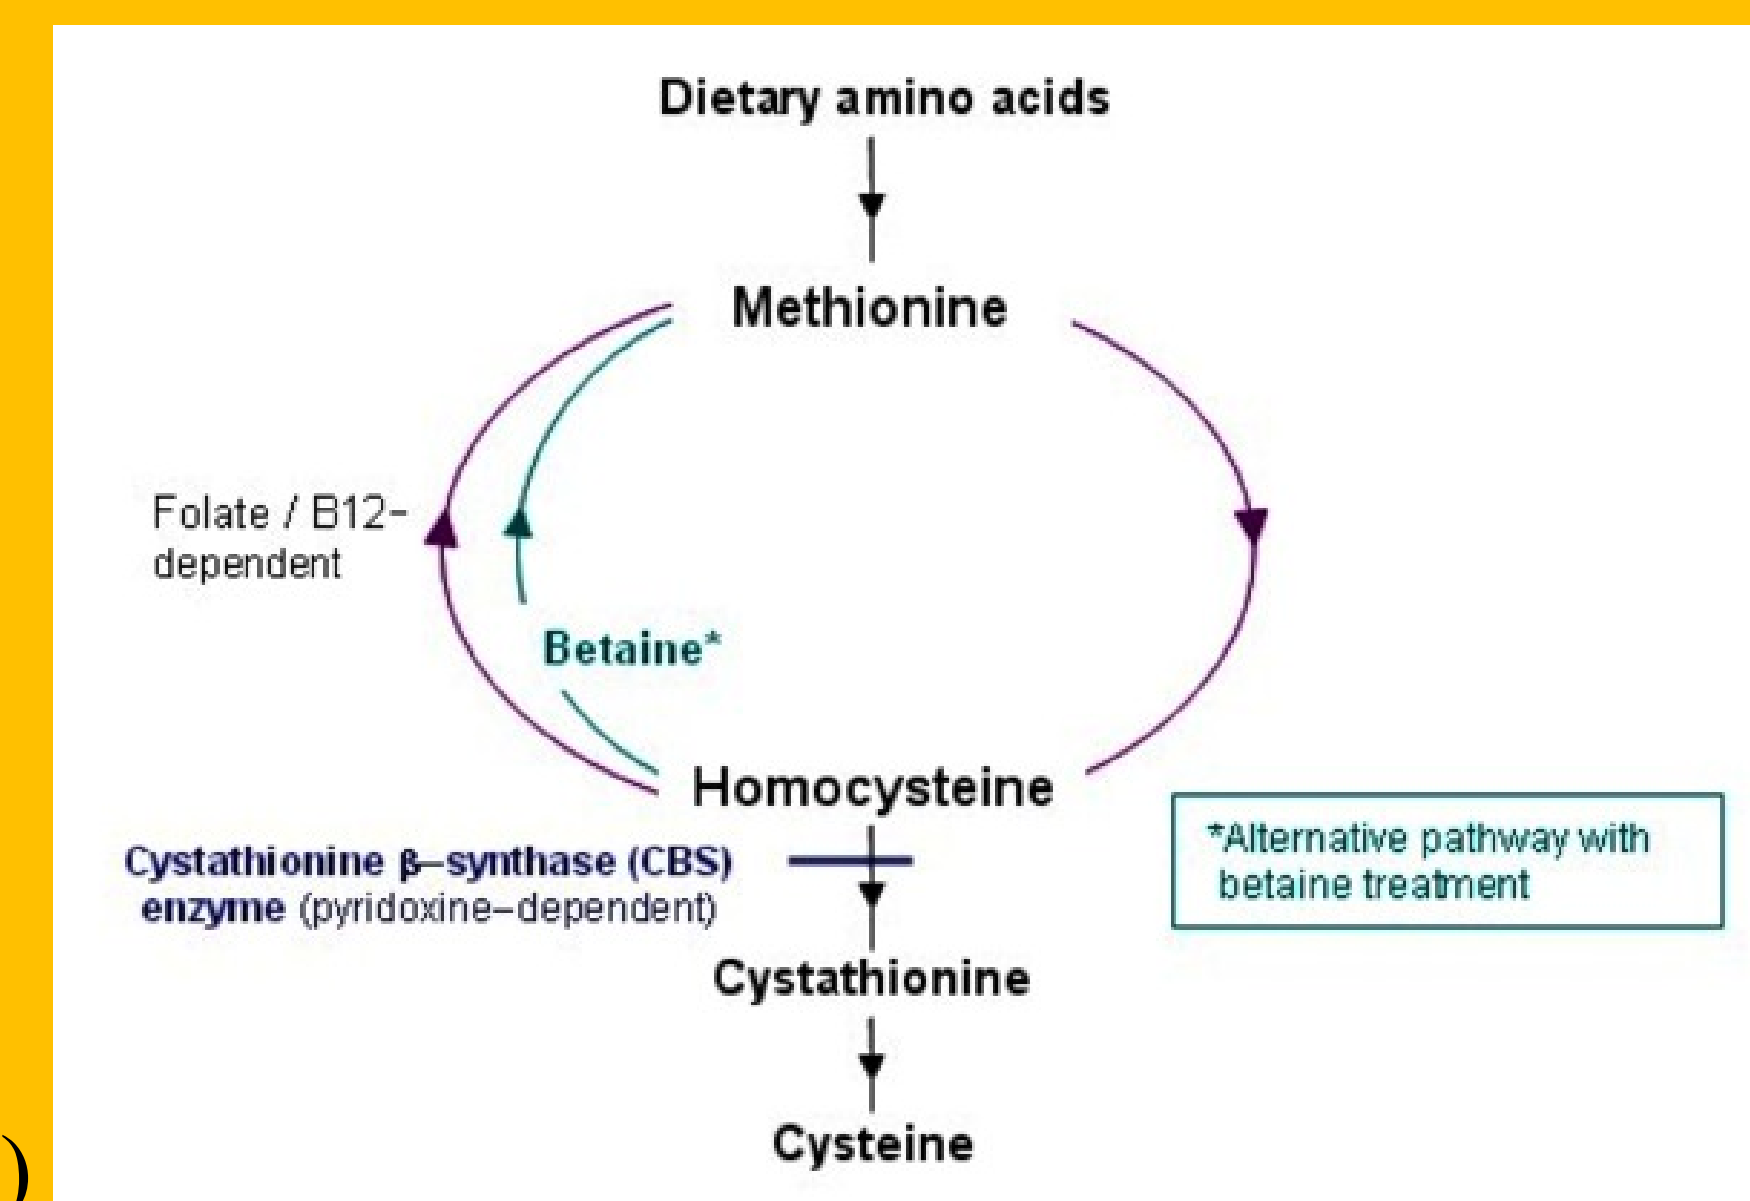 Dietary amino acids
Methionine
Folate / B12-
dependent
Betaine*
Homocysteine
Cystathionine β-synthase (CBS)
enzyme (pyridoxine-dependent)
*Alternative pathway with
betaine treatment
Cystathionine
Cysteine
)